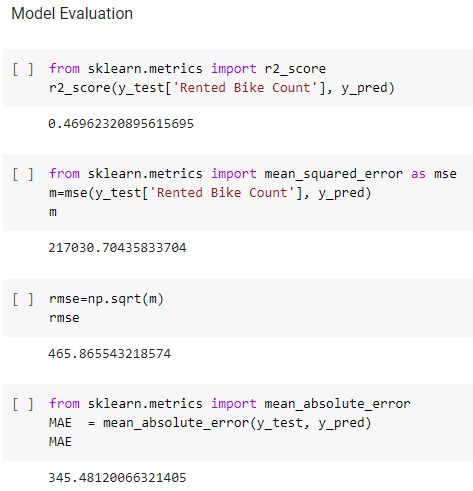 Model Evaluation
[ ] from sklearn.metrics import r2_score
r2_score(y_test['Rented Bike Count'], y_pred)
0.46962320895615695
[ ] from sklearn.metrics import mean_squared_error as mse
m=mse(y_test['Rented Bike Count'], y_pred)
m
217030.70435833704
[ ] rmse=np.sqrt(m)
rmse
465.865543218574
[ ] from sklearn.metrics import mean_absolute_error
MAE  = mean_absolute_error(y_test, y_pred)
MAE
345.48120066321405